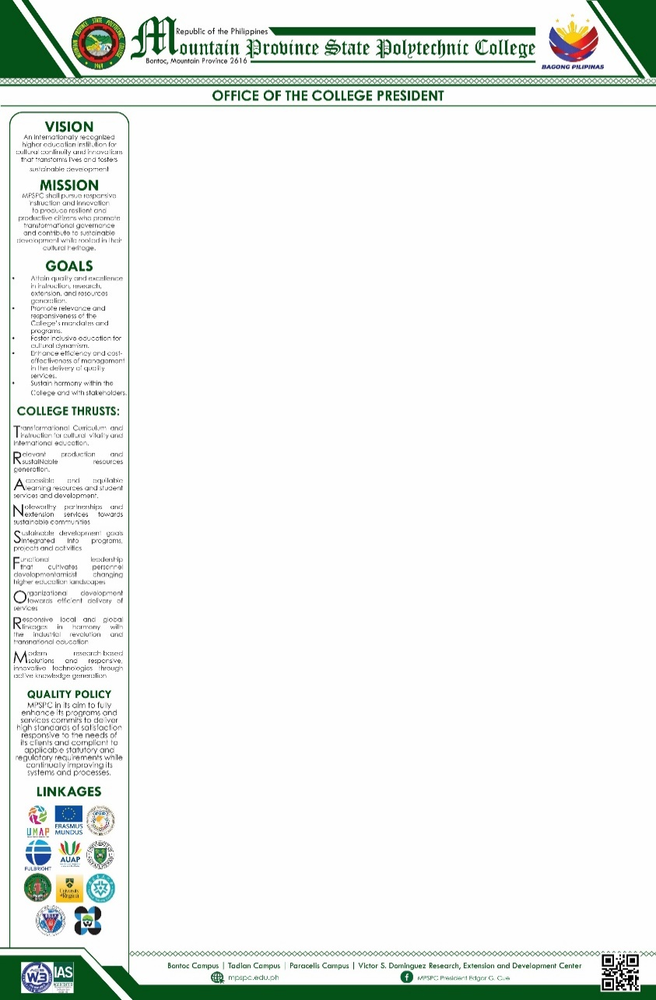 Republic of the Philippines
Mountain Province State Polytechnic College
Bontoc, Mountain Province 2616
BAGONG PILIPINAS
OFFICE OF THE COLLEGE PRESIDENT
VISION
An internationally recognized
higher education institution for
cultural continuity and innovations
that transforms lives and fosters
sustainable development
MISSION
MPSPC shall pursue responsive
instruction and innovation
to produce resilient and
productive citizens who promote
transformational governance
and contribute to sustainable
development while rooted in their
cultural heritage.
GOALS
• Attain quality and excellence
in instruction, research,
extension, and resources
generation.
• Promote relevance and
responsiveness of the
College's mandates and
programs.
• Foster inclusive education for
cultural dynamism.
• Enhance efficiency and cost-
effectiveness of management
in the delivery of quality
services.
• Sustain harmony within the
College and with stakeholders.
COLLEGE THRUSTS:
Transformational Curriculum and
instruction for cultural vitality and
international education.
Relevant production and
sustaiNable resources
generation.
Accessible and equitable
learning resources and student
services and development.
Noteworthy partnerships and
extension services towards
sustainable communities
Sustainable development goals
integrated into programs,
projects and activities
Functional leadership
that cultivates personnel
developmentamidst changing
higher education landscapes
Organizational development
towards efficient delivery of
services
Responsive local and global
linkages in harmony with
the industrial revolution and
transnational education
Modern research-based
solutions and responsive,
innovative technologies through
active knowledge generation
QUALITY POLICY
MPSPC in its aim to fully
enhance its programs and
services commits to deliver
high standards of satisfaction
responsive to the needs of
its clients and compliant to
applicable statutory and
regulatory requirements while
continually improving its
systems and processes.
LINKAGES
UMAP
ERASMUS
MUNDUS
FULBRIGHT
AUAP
University
of Regina
W3
IAS
Bontoc Campus | Tadian Campus | Paracelis Campus | Victor S. Dominguez Research, Extension and Development Center
mpspc.edu.ph
MPSPC President Edgar G. Cue